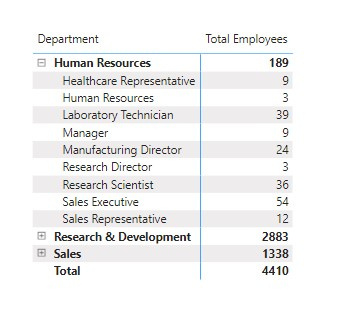 Department Total Employees
Human Resources 189
Healthcare Representative 9
Human Resources 3
Laboratory Technician 39
Manager 9
Manufacturing Director 24
Research Director 3
Research Scientist 36
Sales Executive 54
Sales Representative 12
Research & Development 2883
Sales 1338
Total 4410